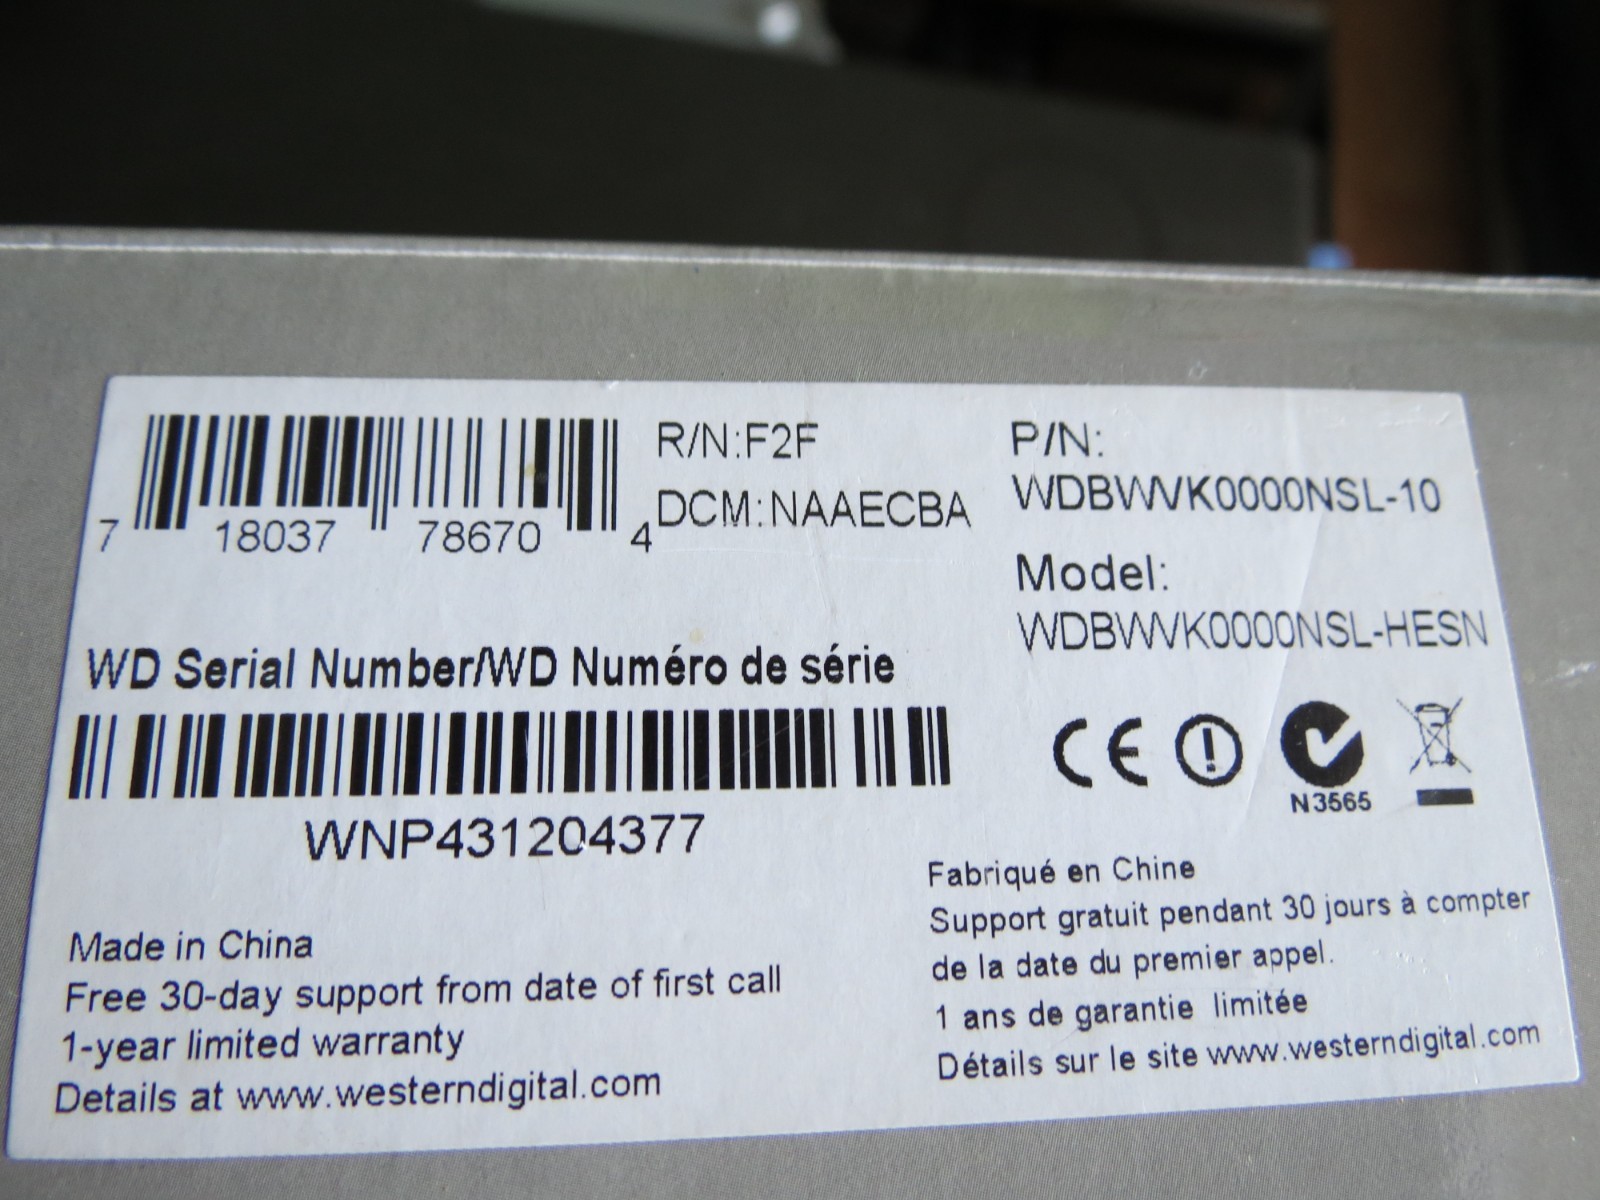 7 18037 78670 4
R/N:F2F
DCM:NAAECBA
P/N:
WDBWVK0000NSL-10
Model:
WDBWVK0000NSL-HESN
WD Serial Number/WD Numéro de série
WNP431204377
CE
N3565
Made in China
Free 30-day support from date of first call
1-year limited warranty
Details at www.westerndigital.com
Fabriqué en Chine
Support gratuit pendant 30 jours à compter
de la date du premier appel.
1 ans de garantie limitée
Détails sur le site www.westerndigital.com